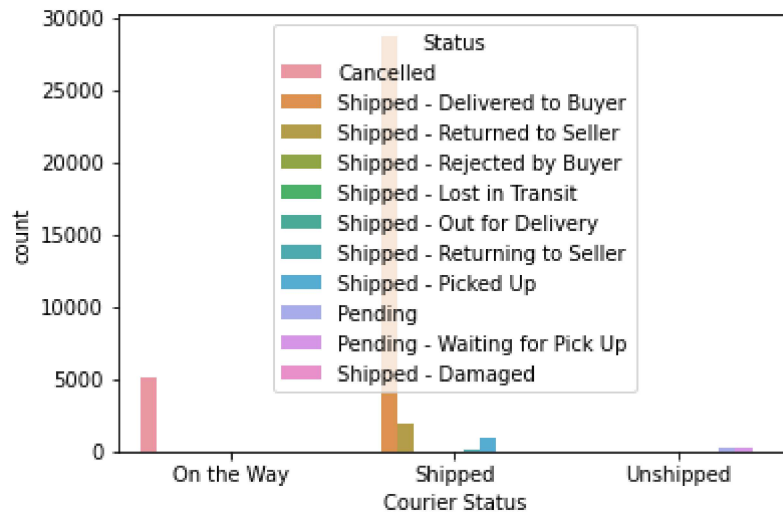 30000
25000
20000
15000
10000
5000
0
count
Status
Cancelled
Shipped - Delivered to Buyer
Shipped - Returned to Seller
Shipped - Rejected by Buyer
Shipped - Lost in Transit
Shipped - Out for Delivery
Shipped - Returning to Seller
Shipped - Picked Up
Pending
Pending - Waiting for Pick Up
Shipped - Damaged
On the Way Shipped Unshipped
Courier Status